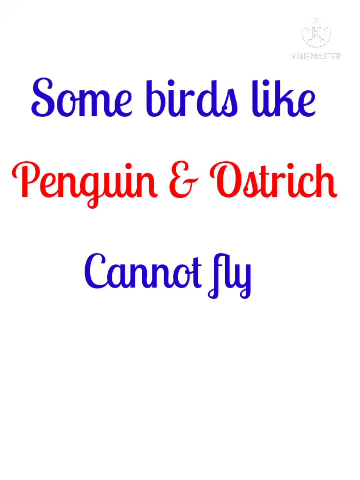 KINEMASTER
Some birds like
Penguin & Ostrich
Cannot fly